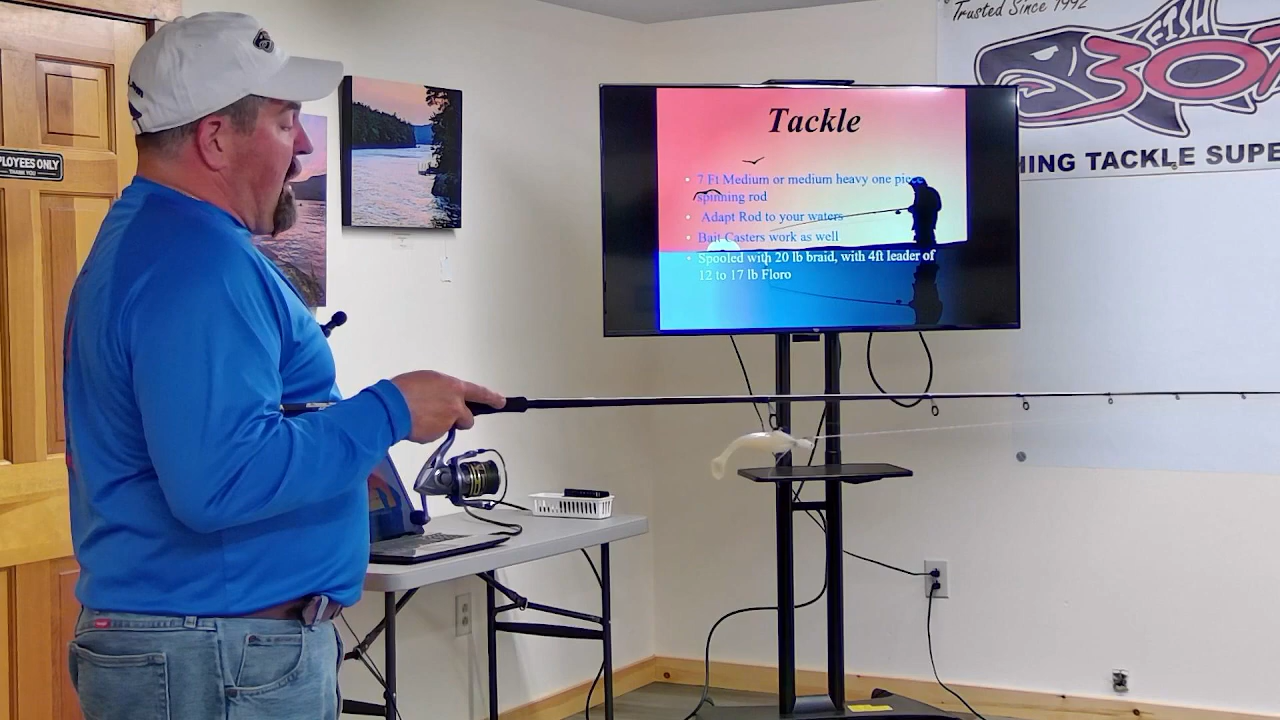 Trusted Since 1992
FISH
307
HING TACKLE SUPE
PLOYEES ONLY
THANK YOU
Tackle
• 7 Ft Medium or medium heavy one piece
spinning rod
• Adapt Rod to your waters
• Bait Casters work as well
• Spooled with 20 lb braid, with 4ft leader of
12 to 17 lb Floro